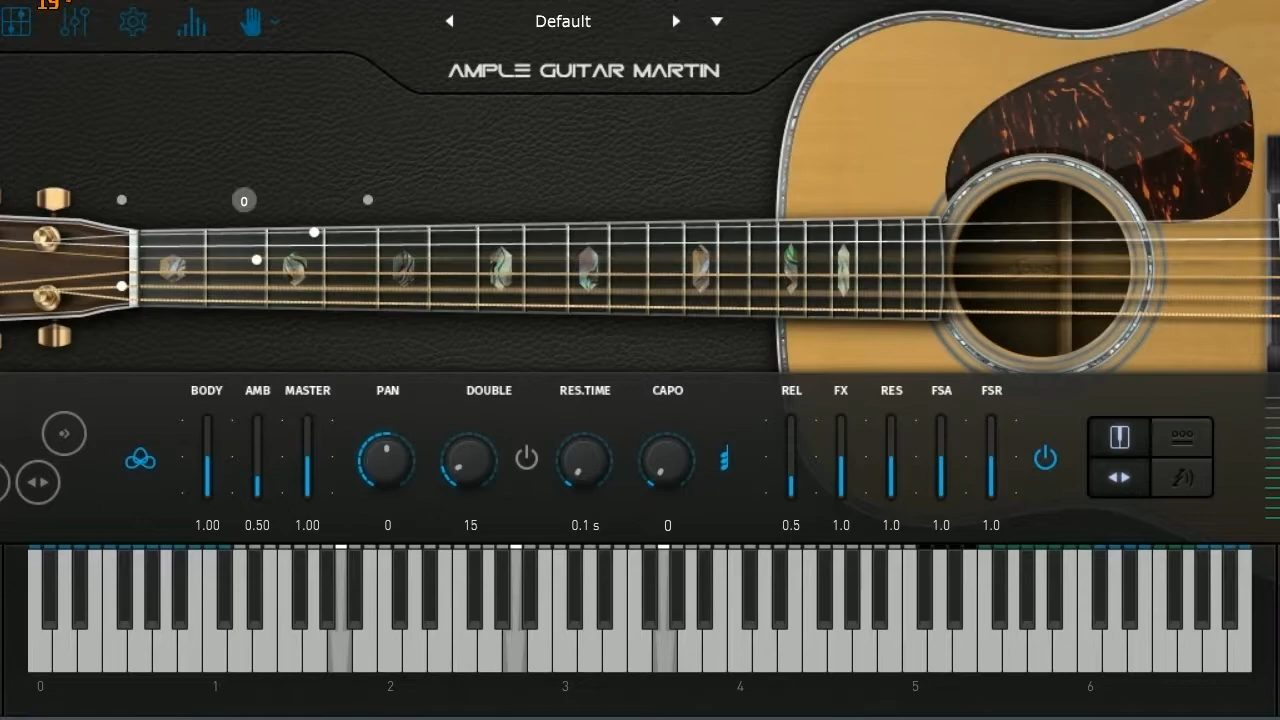 19
Default
AMPLE GUITAR MARTIN
0
BODY AMB MASTER PAN DOUBLE RES.TIME CAPO REL FX RES FSA FSR
1.00 0.50 1.00 0 15 0.1 s 0 0.5 1.0 1.0 1.0 1.0
0 1 2 3 4 5 6